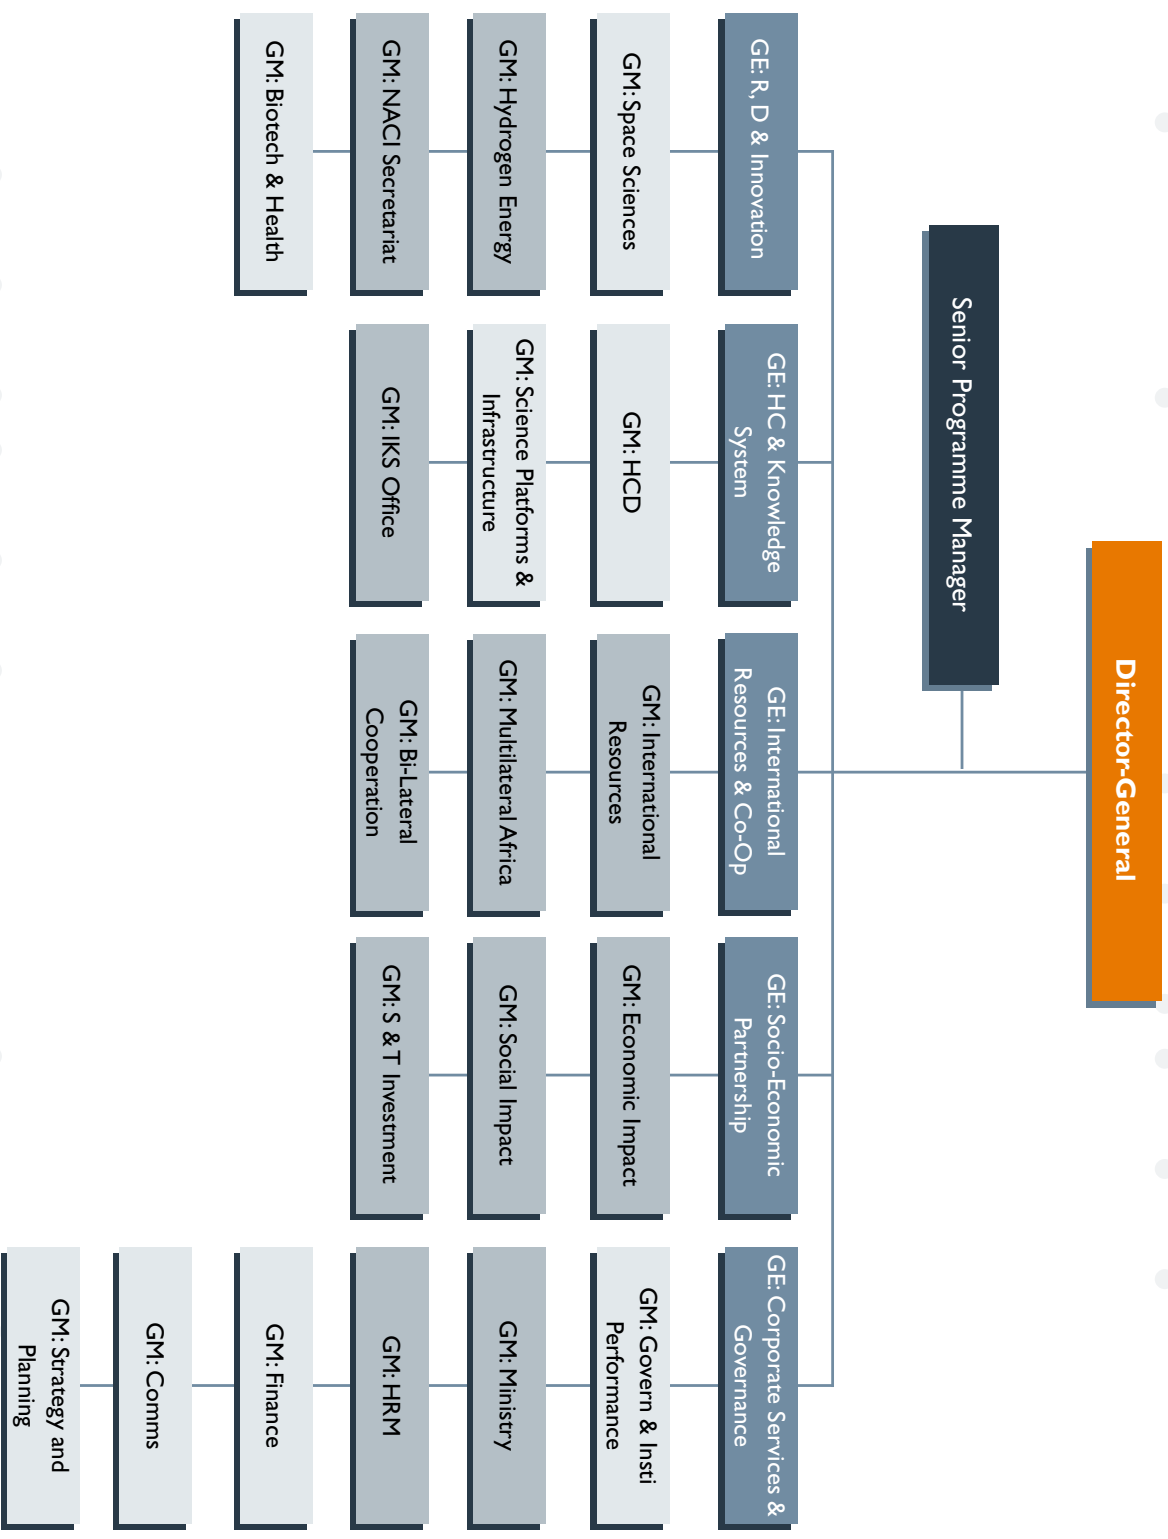 Director-General
Senior Programme Manager
GE: R, D & Innovation
GM: Space Sciences
GM: Hydrogen Energy
GM: NACI Secretariat
GM: Biotech & Health
GE: HC & Knowledge
System
GM: HCD
GM: Science Platforms &
Infrastructure
GM: IKS Office
GE: International
Resources & Co-Op
GM: International
Resources
GM: Multilateral Africa
GM: Bi-Lateral
Cooperation
GE: Socio-Economic
Partnership
GM: Economic Impact
GM: Social Impact
GM: S & T Investment
GE: Corporate Services &
Governance
GM: Govern & Insti
Performance
GM: Ministry
GM: HRM
GM: Finance
GM: Comms
GM: Strategy and
Planning